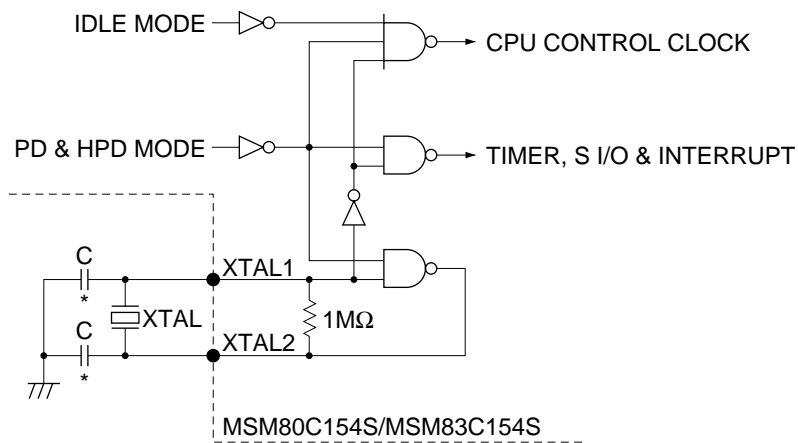 IDLE MODE
CPU CONTROL CLOCK
PD & HPD MODE
TIMER, S I/O & INTERRUPT
C
*
XTAL1
XTAL
1MΩ
C
*
XTAL2
MSM80C154S/MSM83C154S